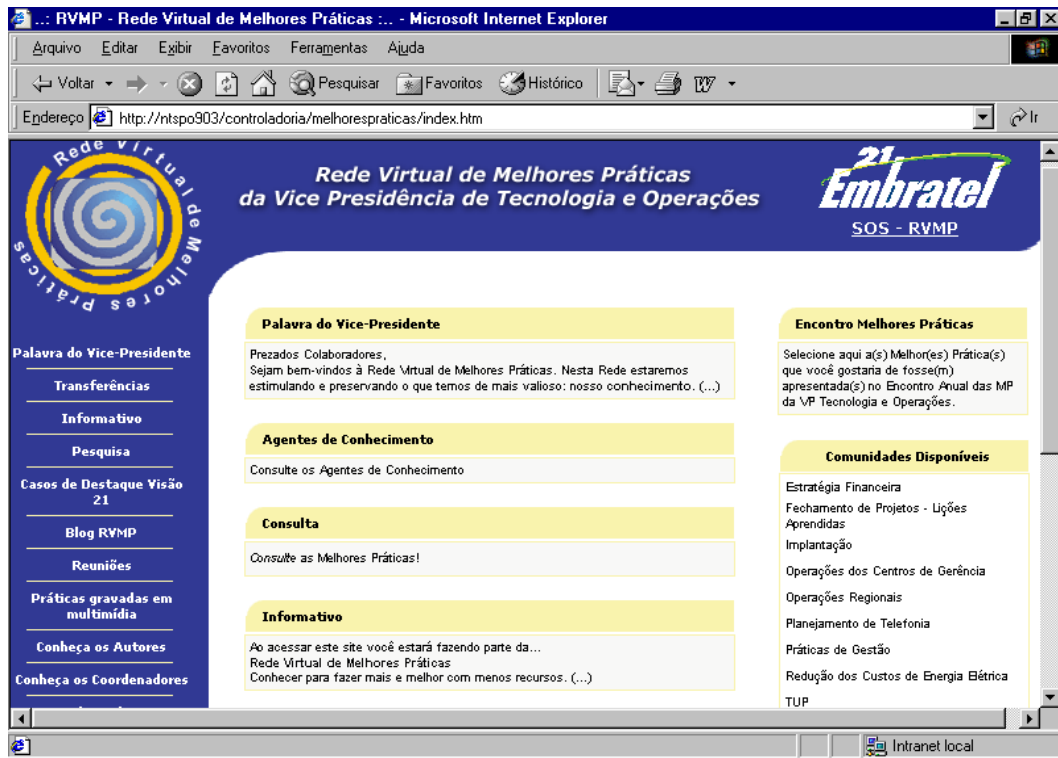 ..: RVMP - Rede Virtual de Melhores Práticas :... - Microsoft Internet Explorer
Arquivo Editar Exibir Favoritos Ferramentas Ajuda
Voltar Pesquisar Favoritos Histórico
Endereço http://ntspo903/controladoria/melhorespraticas/index.htm Ir
Rede Virtual de Melhores Práticas
Rede Virtual de Melhores Práticas
da Vice Presidência de Tecnologia e Operações
21
Embratel
SOS - RVMP
Palavra do Vice-Presidente
Transferências
Informativo
Pesquisa
Casos de Destaque Visão
21
Blog RVMP
Reuniões
Práticas gravadas em
multimídia
Conheça os Autores
Conheça os Coordenadores
Palavra do Vice-Presidente
Prezados Colaboradores,
Sejam bem-vindos à Rede Virtual de Melhores Práticas. Nesta Rede estaremos
estimulando e preservando o que temos de mais valioso: nosso conhecimento. (...)
Agentes de Conhecimento
Consulte os Agentes de Conhecimento
Consulta
Consulte as Melhores Práticas!
Informativo
Ao acessar este site você estará fazendo parte da...
Rede Virtual de Melhores Práticas
Conhecer para fazer mais e melhor com menos recursos. (...)
Encontro Melhores Práticas
Selecione aqui a(s) Melhor(es) Prática(s)
que você gostaria de fosse(m)
apresentada(s) no Encontro Anual das MP
da VP Tecnologia e Operações.
Comunidades Disponíveis
Estratégia Financeira
Fechamento de Projetos - Lições
Aprendidas
Implantação
Operações dos Centros de Gerência
Operações Regionais
Planejamento de Telefonia
Práticas de Gestão
Redução dos Custos de Energia Elétrica
TUP
Intranet local